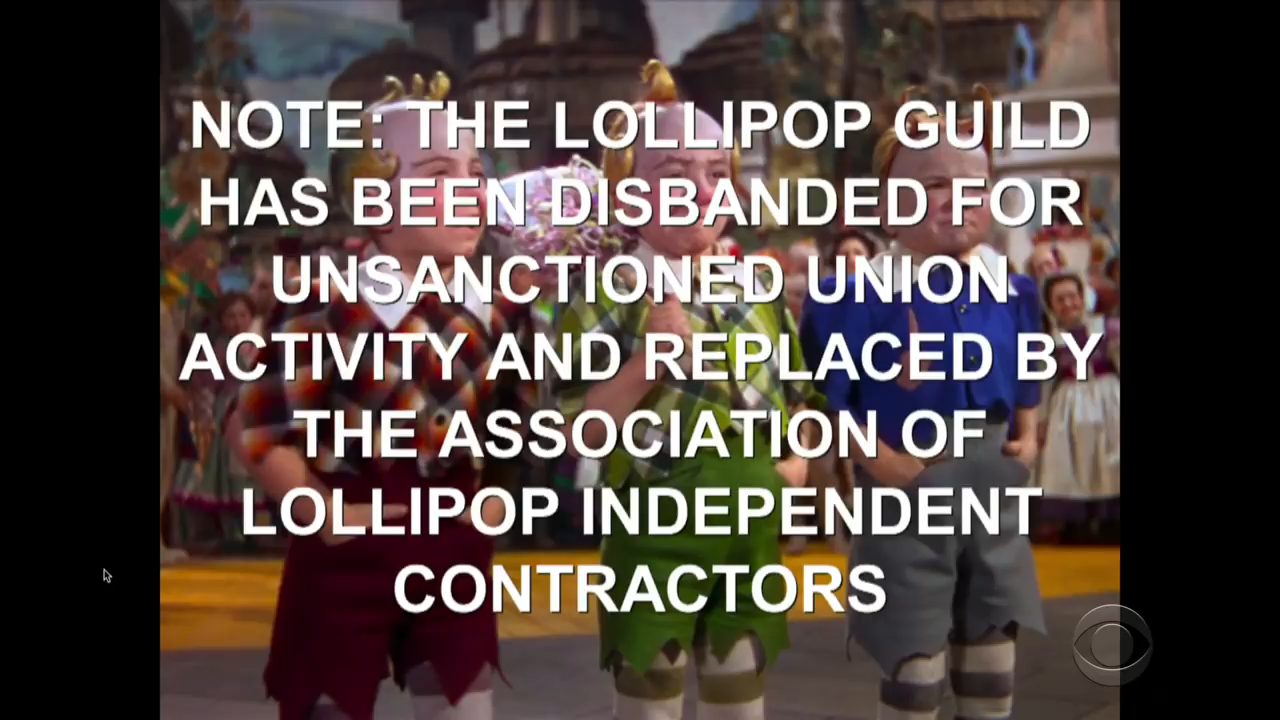 NOTE: THE LOLLIPOP GUILD
HAS BEEN DISBANDED FOR
UNSANCTIONED UNION
ACTIVITY AND REPLACED BY
THE ASSOCIATION OF
LOLLIPOP INDEPENDENT
CONTRACTORS